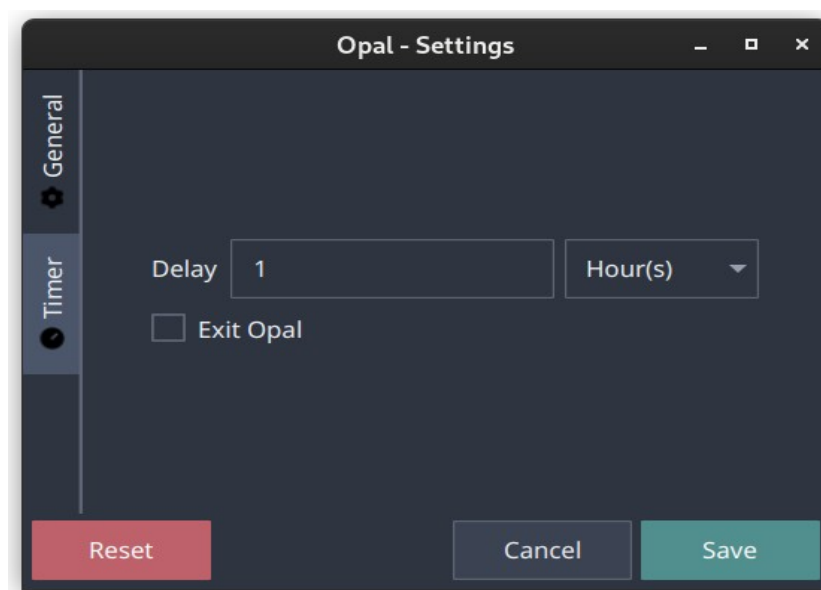 Opal - Settings
General
Timer
Delay 1 Hour(s)
Exit Opal
Reset Cancel Save